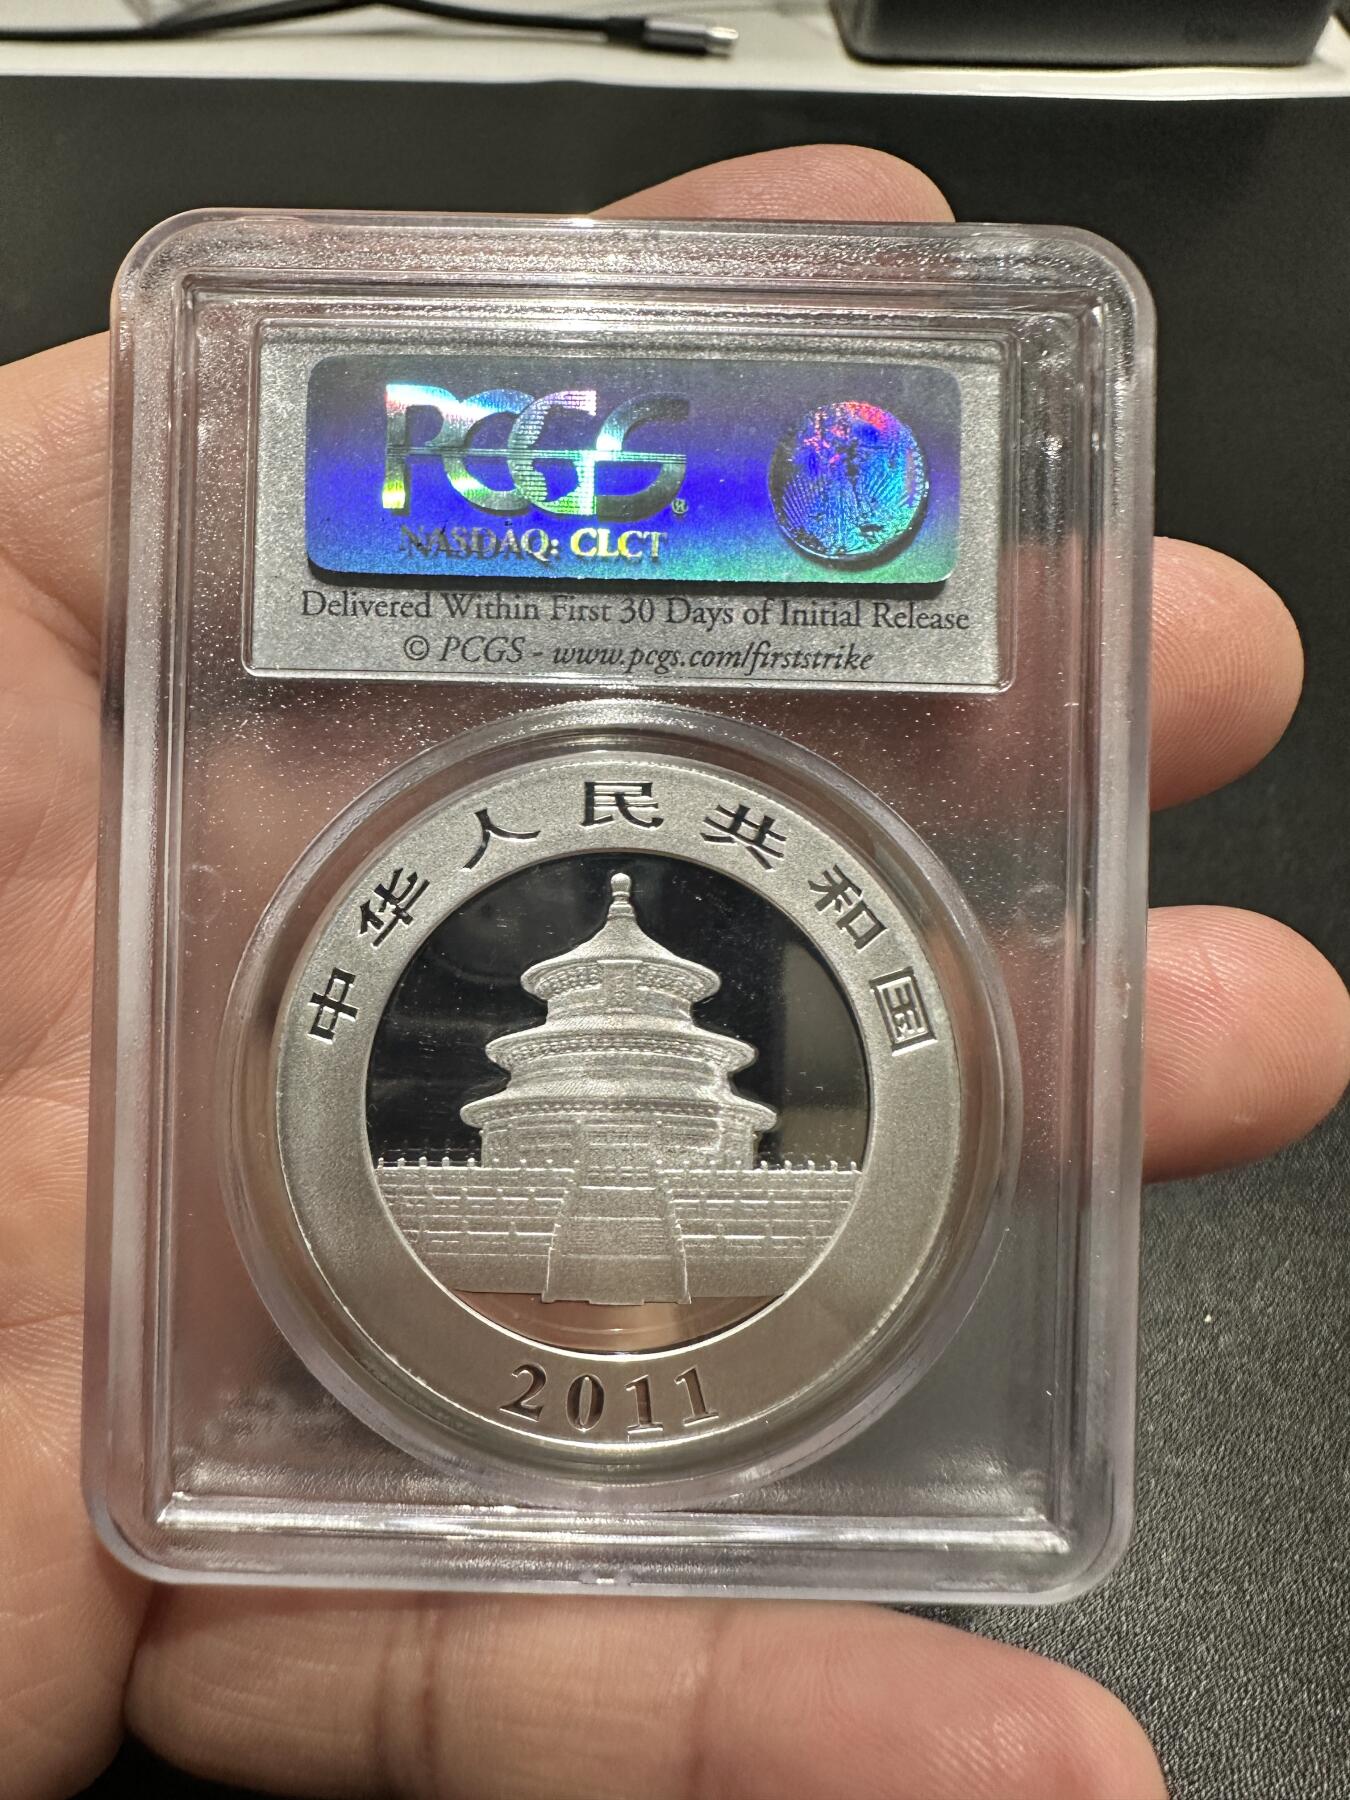 PCGS®
NASDAQ: CLCT
Delivered Within First 30 Days of Initial Release
© PCGS - www.pcgs.com/firststrike
中华人民共和国
2011